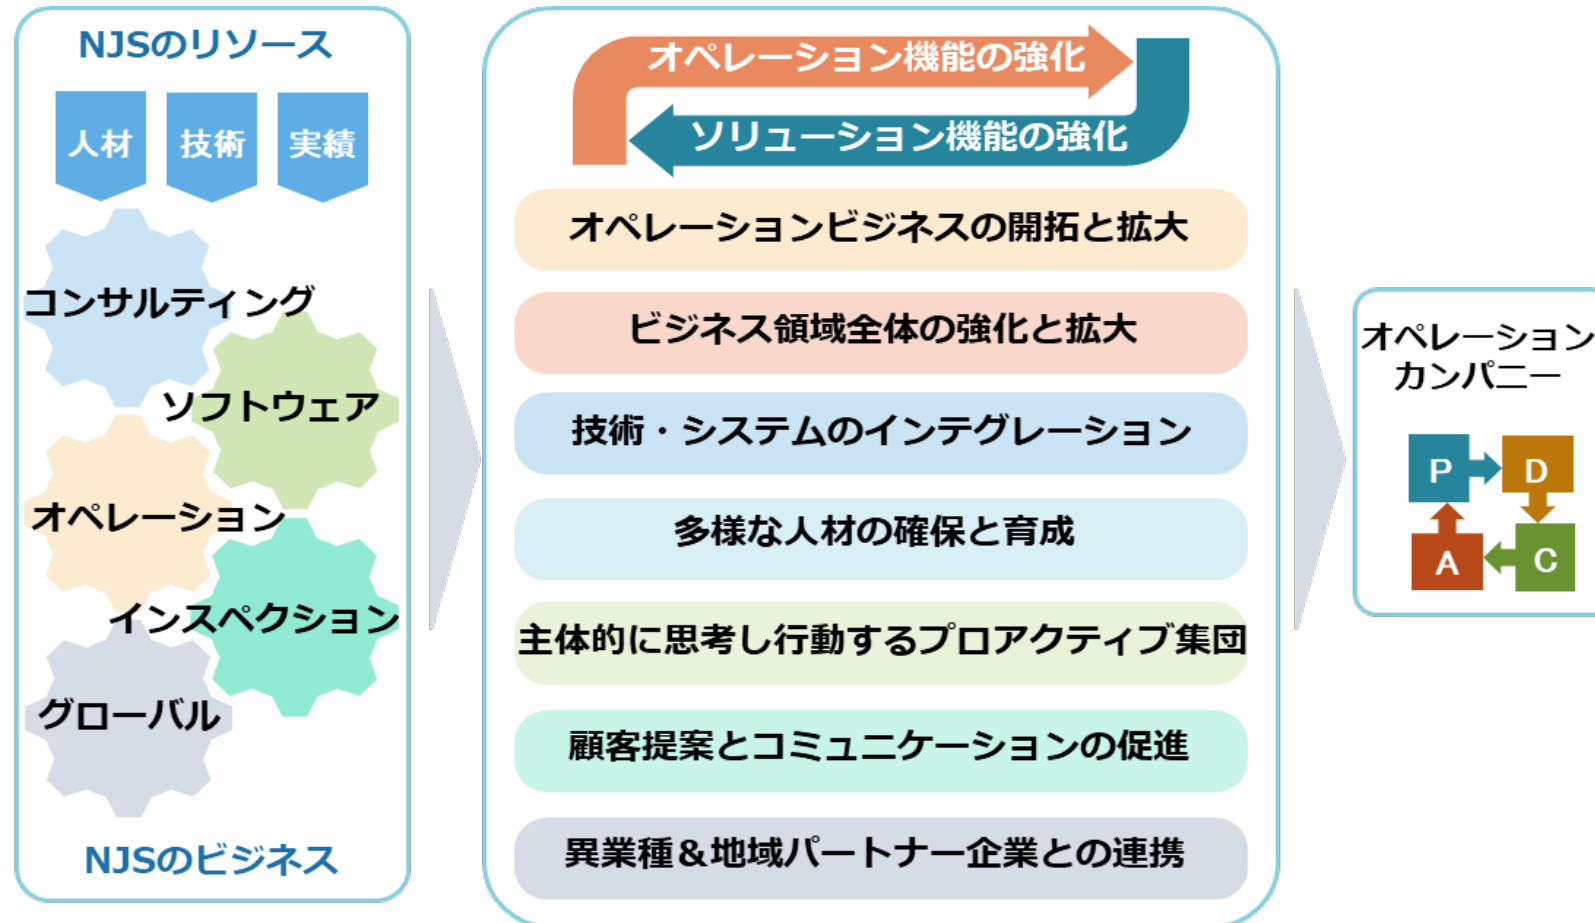 NJSのリソース
人材
技術
実績
コンサルティング
ソフトウェア
オペレーション
インスペクション
グローバル
NJSのビジネス
オペレーション機能の強化
ソリューション機能の強化
オペレーションビジネスの開拓と拡大
ビジネス領域全体の強化と拡大
技術・システムのインテグレーション
多様な人材の確保と育成
主体的に思考し行動するプロアクティブ集団
顧客提案とコミュニケーションの促進
異業種＆地域パートナー企業との連携
オペレーション
カンパニー
P
D
A
C